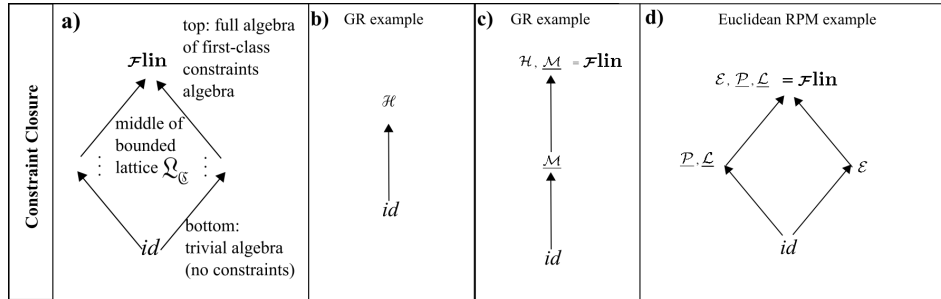 Constraint Closure
a)
top: full algebra
of first-class
constraints
algebra
𝓕lin
middle of
bounded
lattice 𝔏_ℭ
⋮
⋮
bottom:
trivial algebra
(no constraints)
id
b)
GR example
ℋ
id
c)
GR example
ℋ, ℳ = 𝓕lin
ℳ
id
d)
Euclidean RPM example
ℰ, 𝒫, ℒ = 𝓕lin
𝒫, ℒ
ℰ
id